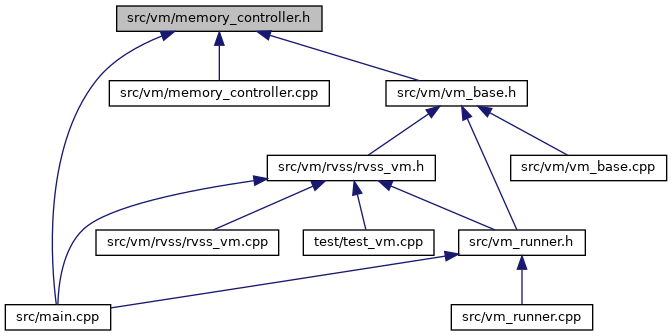 src/vm/memory_controller.h
src/vm/memory_controller.cpp
src/vm/vm_base.h
src/vm/rvss/rvss_vm.h
src/vm/vm_base.cpp
src/vm/rvss/rvss_vm.cpp
test/test_vm.cpp
src/vm_runner.h
src/main.cpp
src/vm_runner.cpp